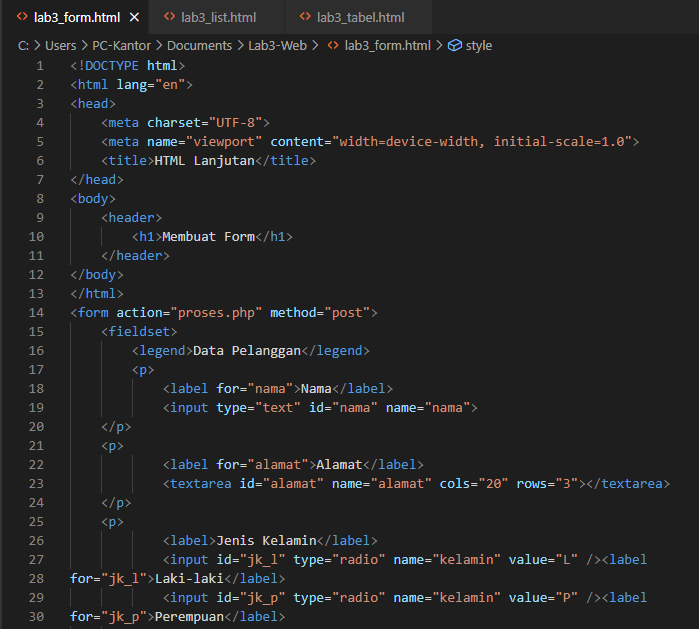 lab3_form.html lab3_list.html lab3_tabel.html
C: > Users > PC-Kantor > Documents > Lab3-Web > lab3_form.html > style
1 <!DOCTYPE html>
2 <html lang="en">
3 <head>
4     <meta charset="UTF-8">
5     <meta name="viewport" content="width=device-width, initial-scale=1.0">
6     <title>HTML Lanjutan</title>
7 </head>
8 <body>
9     <header>
10         <h1>Membuat Form</h1>
11     </header>
12 </body>
13 </html>
14 <form action="proses.php" method="post">
15     <fieldset>
16         <legend>Data Pelanggan</legend>
17         <p>
18             <label for="nama">Nama</label>
19             <input type="text" id="nama" name="nama">
20     </p>
21     <p>
22             <label for="alamat">Alamat</label>
23             <textarea id="alamat" name="alamat" cols="20" rows="3"></textarea>
24     </p>
25     <p>
26             <label>Jenis Kelamin</label>
27             <input id="jk_l" type="radio" name="kelamin" value="L" /><label
28 for="jk_l">Laki-laki</label>
29             <input id="jk_p" type="radio" name="kelamin" value="P" /><label
30 for="jk_p">Perempuan</label>